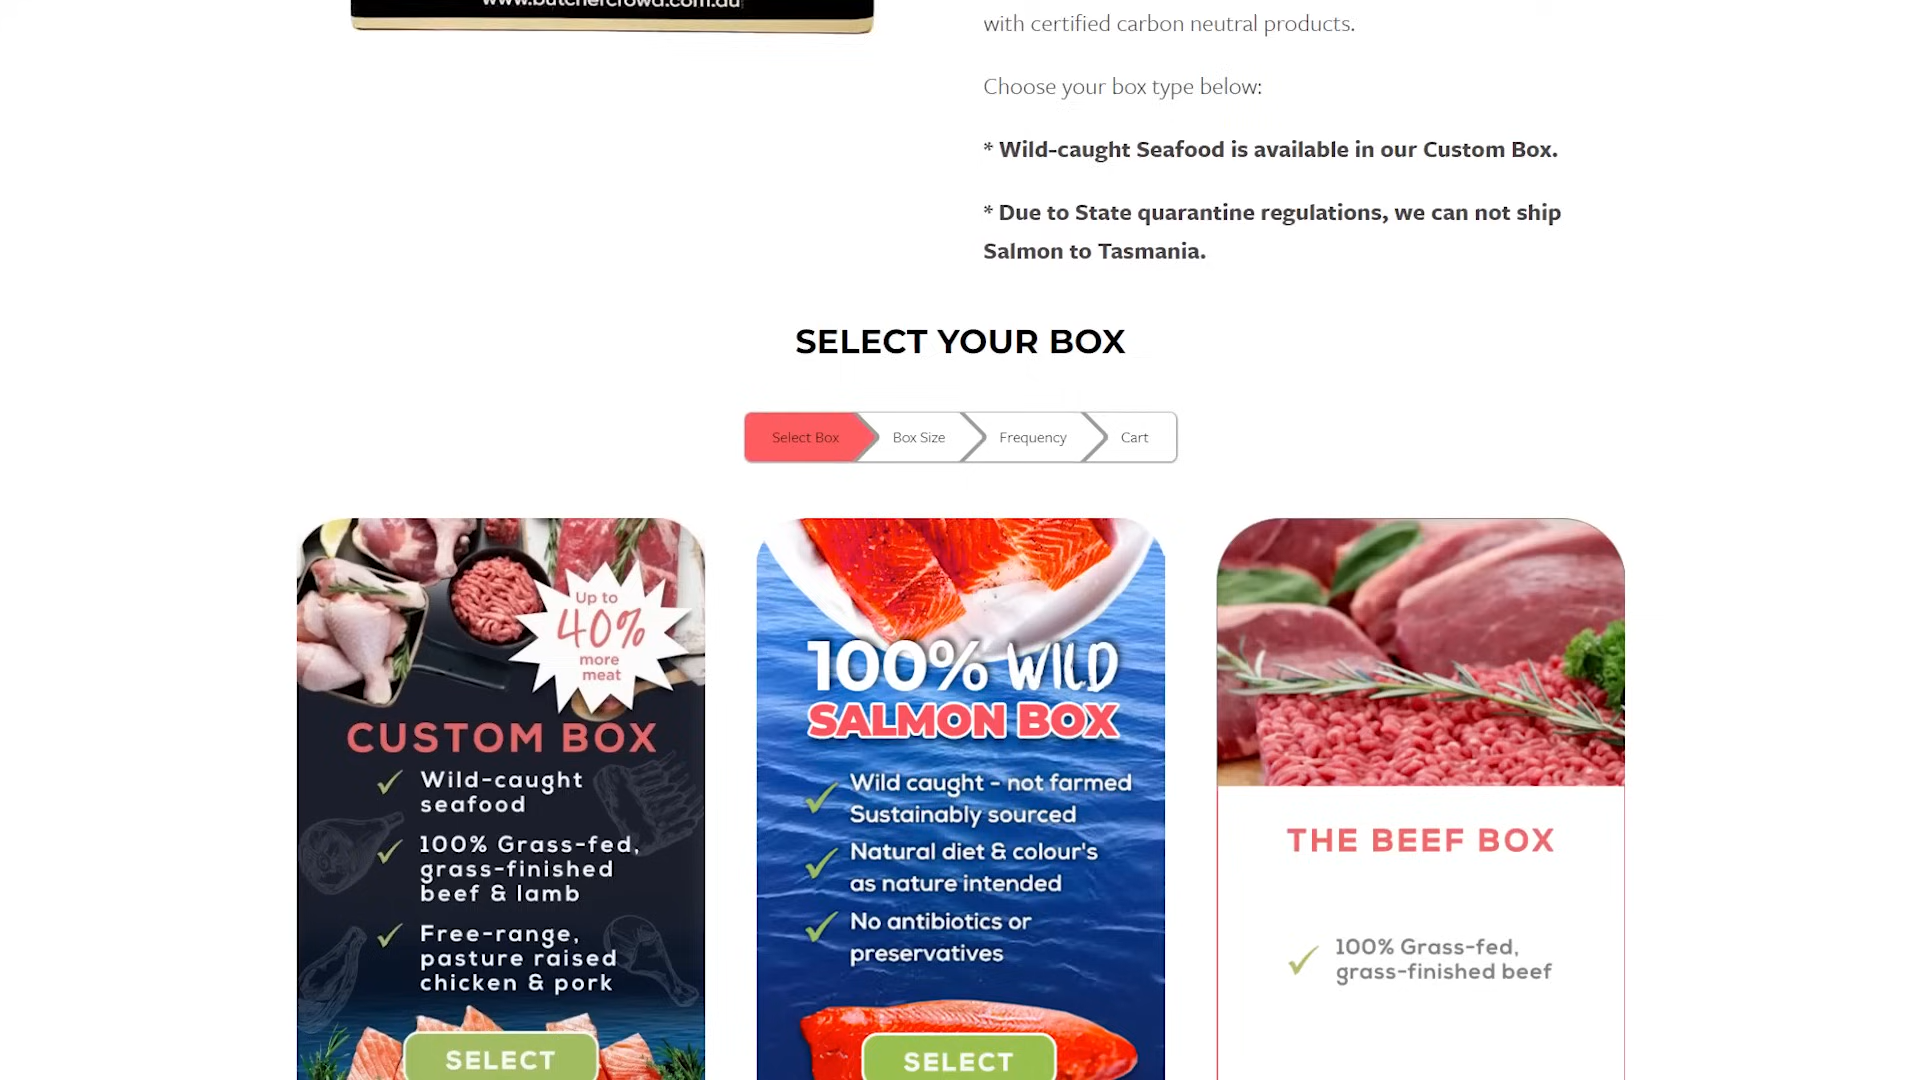 www.butchercrowd.com.au
with certified carbon neutral products.
Choose your box type below:
* Wild-caught Seafood is available in our Custom Box.
* Due to State quarantine regulations, we can not ship
Salmon to Tasmania.
SELECT YOUR BOX
Select Box
Box Size
Frequency
Cart
Up to
40%
more
meat
CUSTOM BOX
Wild-caught
seafood
100% Grass-fed,
grass-finished
beef & lamb
Free-range,
pasture raised
chicken & pork
SELECT
100% WILD
SALMON BOX
Wild caught - not farmed
Sustainably sourced
Natural diet & colour's
as nature intended
No antibiotics or
preservatives
SELECT
THE BEEF BOX
100% Grass-fed,
grass-finished beef